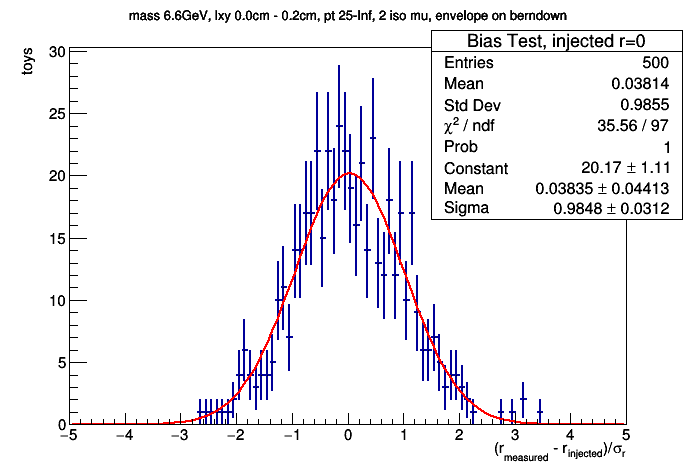 mass 6.6GeV, lxy 0.0cm - 0.2cm, pt 25-Inf, 2 iso mu, envelope on berndown
Bias Test, injected r=0
Entries 500
Mean 0.03814
Std Dev 0.9855
χ² / ndf 35.56 / 97
Prob 1
Constant 20.17 ± 1.11
Mean 0.03835 ± 0.04413
Sigma 0.9848 ± 0.0312
toys
30
25
20
15
10
5
0
−5 −4 −3 −2 −1 0 1 2 3 4 5
(r_measured - r_injected)/σ_r